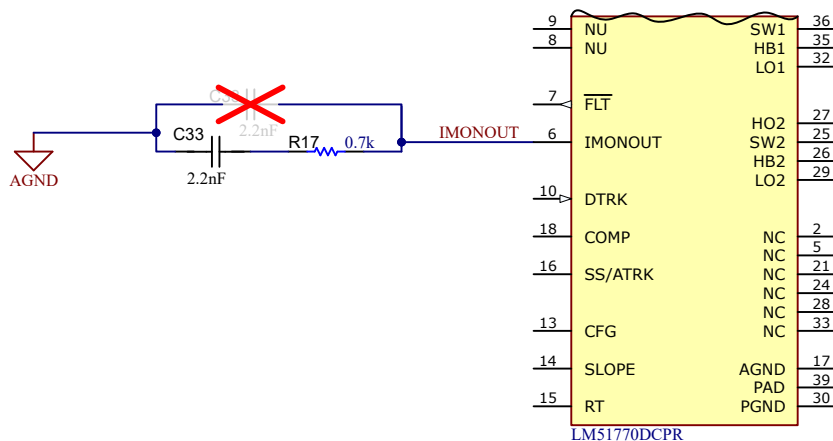 9 NU SW1 36
8 NU HB1 35
LO1 32
7 FLT
HO2 27
6 IMONOUT SW2 25
HB2 26
LO2 29
10 DTRK
18 COMP NC 2
NC 5
16 SS/ATRK NC 21
NC 24
NC 28
13 CFG NC 33
14 SLOPE AGND 17
PAD 39
15 RT PGND 30
LM51770DCPR
2.2nF
C33
R17 0.7k
2.2nF
IMONOUT
AGND